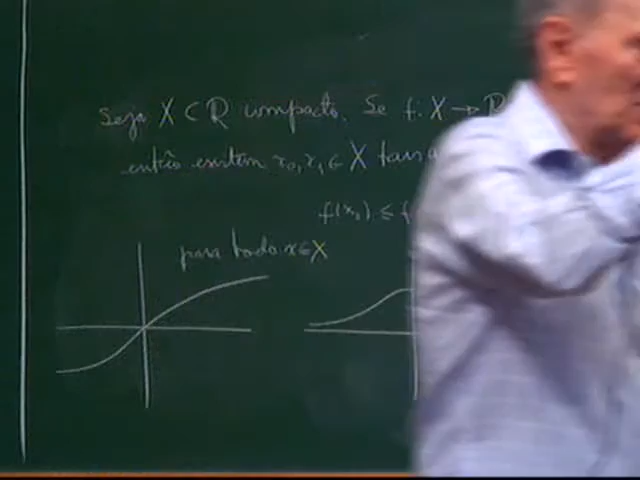 Seja X ⊂ ℝ compacto. Se f: X → ℝ
então existem x₀, x₁ ∈ X tais
f(x₀) ≤ f
para todo x ∈ X